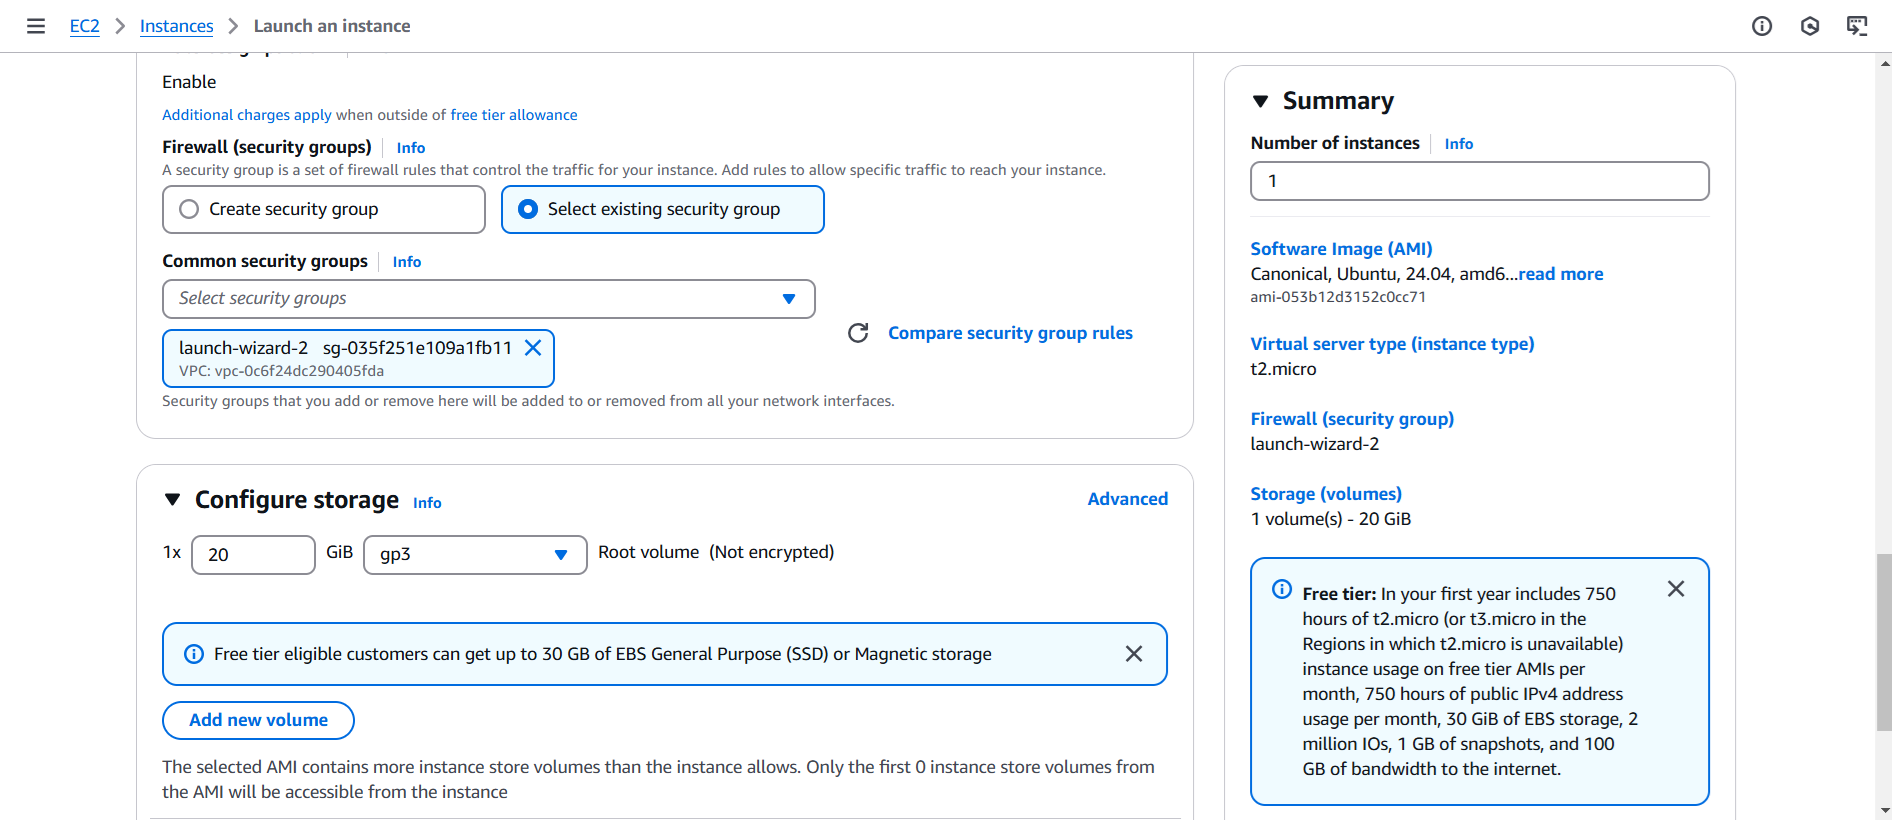 EC2 > Instances > Launch an instance
Enable
Additional charges apply when outside of free tier allowance
Firewall (security groups) Info
A security group is a set of firewall rules that control the traffic for your instance. Add rules to allow specific traffic to reach your instance.
Create security group
Select existing security group
Common security groups Info
Select security groups
launch-wizard-2 sg-035f251e109a1fb11
VPC: vpc-0c6f24dc290405fda
Compare security group rules
Security groups that you add or remove here will be added to or removed from all your network interfaces.
Configure storage Info
Advanced
1x 20 GiB gp3 Root volume (Not encrypted)
Free tier eligible customers can get up to 30 GB of EBS General Purpose (SSD) or Magnetic storage
Add new volume
The selected AMI contains more instance store volumes than the instance allows. Only the first 0 instance store volumes from
the AMI will be accessible from the instance
Summary
Number of instances Info
1
Software Image (AMI)
Canonical, Ubuntu, 24.04, amd6...read more
ami-053b12d3152c0cc71
Virtual server type (instance type)
t2.micro
Firewall (security group)
launch-wizard-2
Storage (volumes)
1 volume(s) - 20 GiB
Free tier: In your first year includes 750
hours of t2.micro (or t3.micro in the
Regions in which t2.micro is unavailable)
instance usage on free tier AMIs per
month, 750 hours of public IPv4 address
usage per month, 30 GiB of EBS storage, 2
million IOs, 1 GB of snapshots, and 100
GB of bandwidth to the internet.